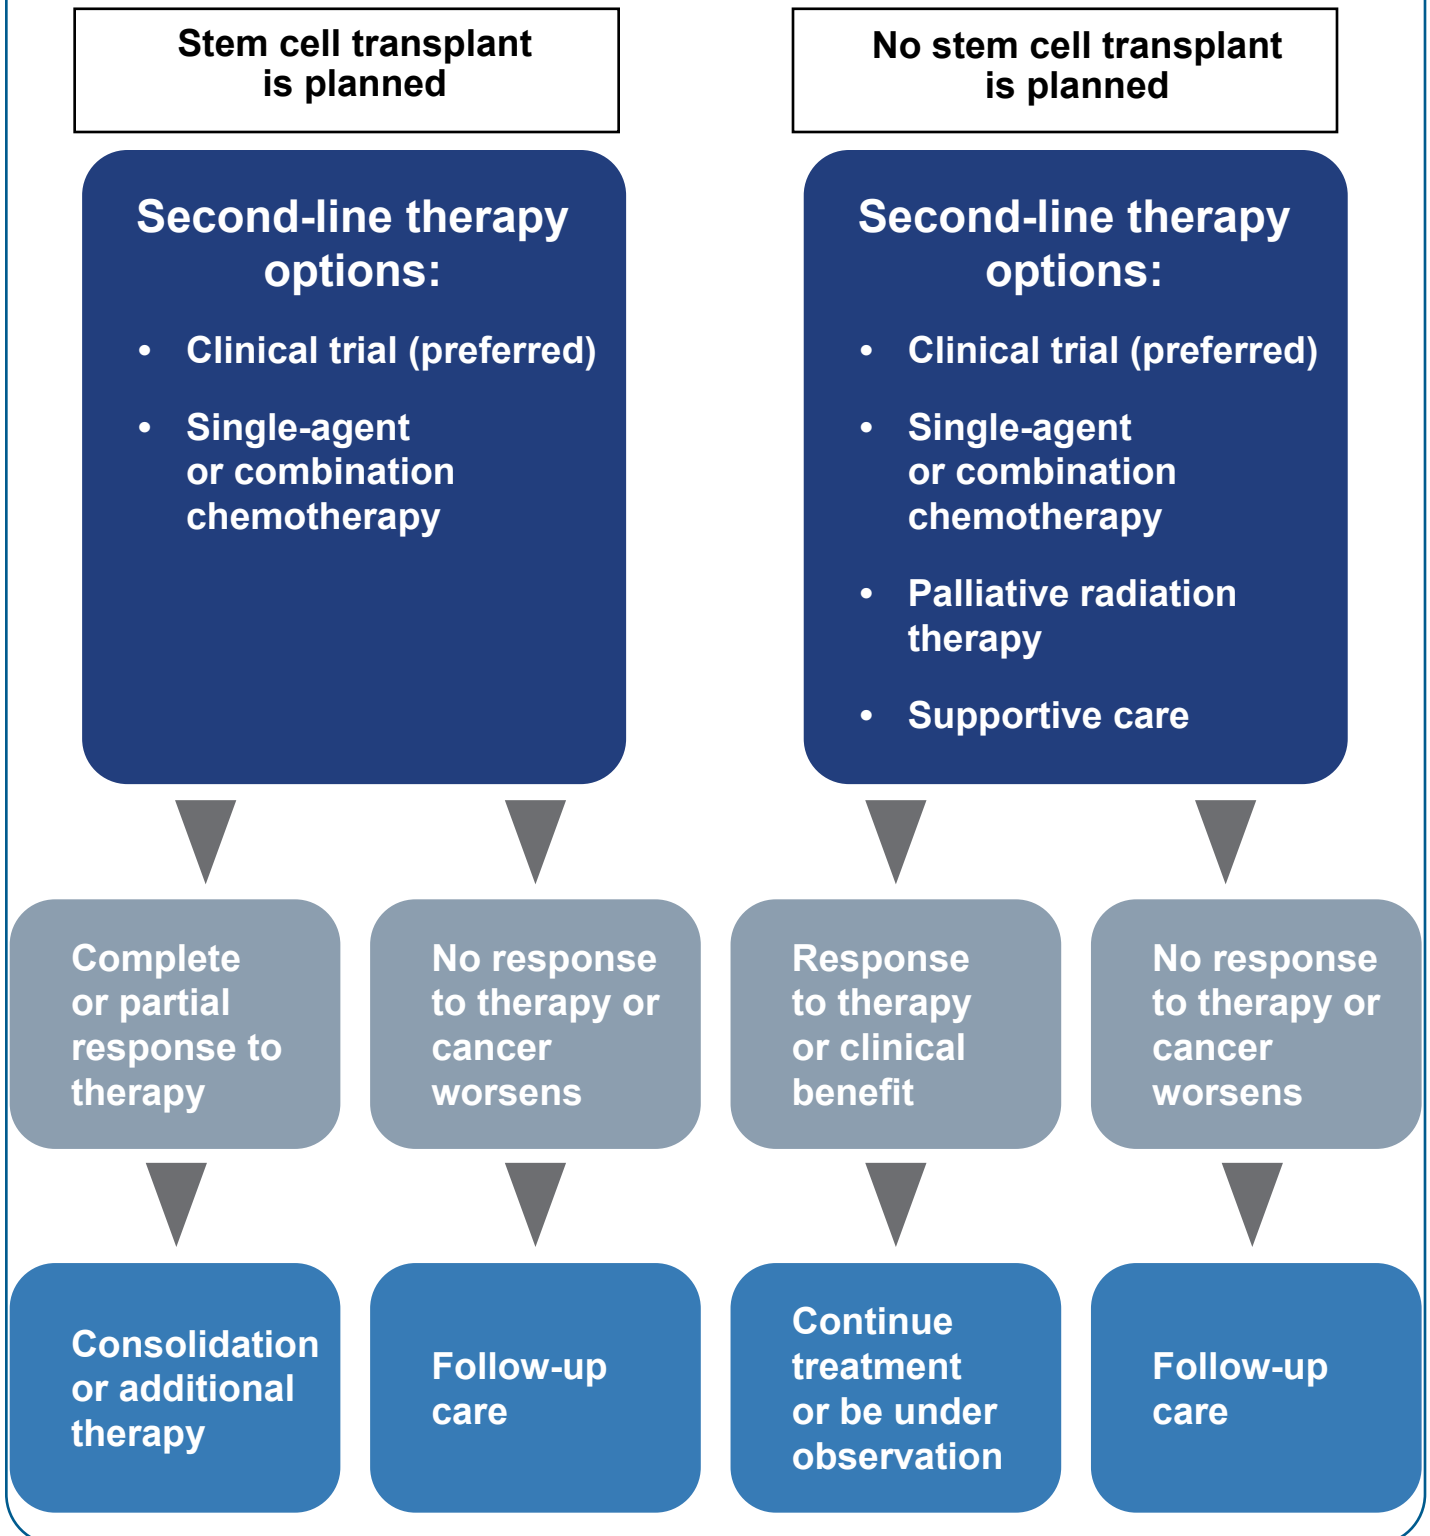 Stem cell transplant
is planned
No stem cell transplant
is planned
Second-line therapy
options:
• Clinical trial (preferred)
• Single-agent
or combination
chemotherapy
Second-line therapy
options:
• Clinical trial (preferred)
• Single-agent
or combination
chemotherapy
• Palliative radiation
therapy
• Supportive care
Complete
or partial
response to
therapy
No response
to therapy or
cancer
worsens
Response
to therapy
or clinical
benefit
No response
to therapy or
cancer
worsens
Consolidation
or additional
therapy
Follow-up
care
Continue
treatment
or be under
observation
Follow-up
care